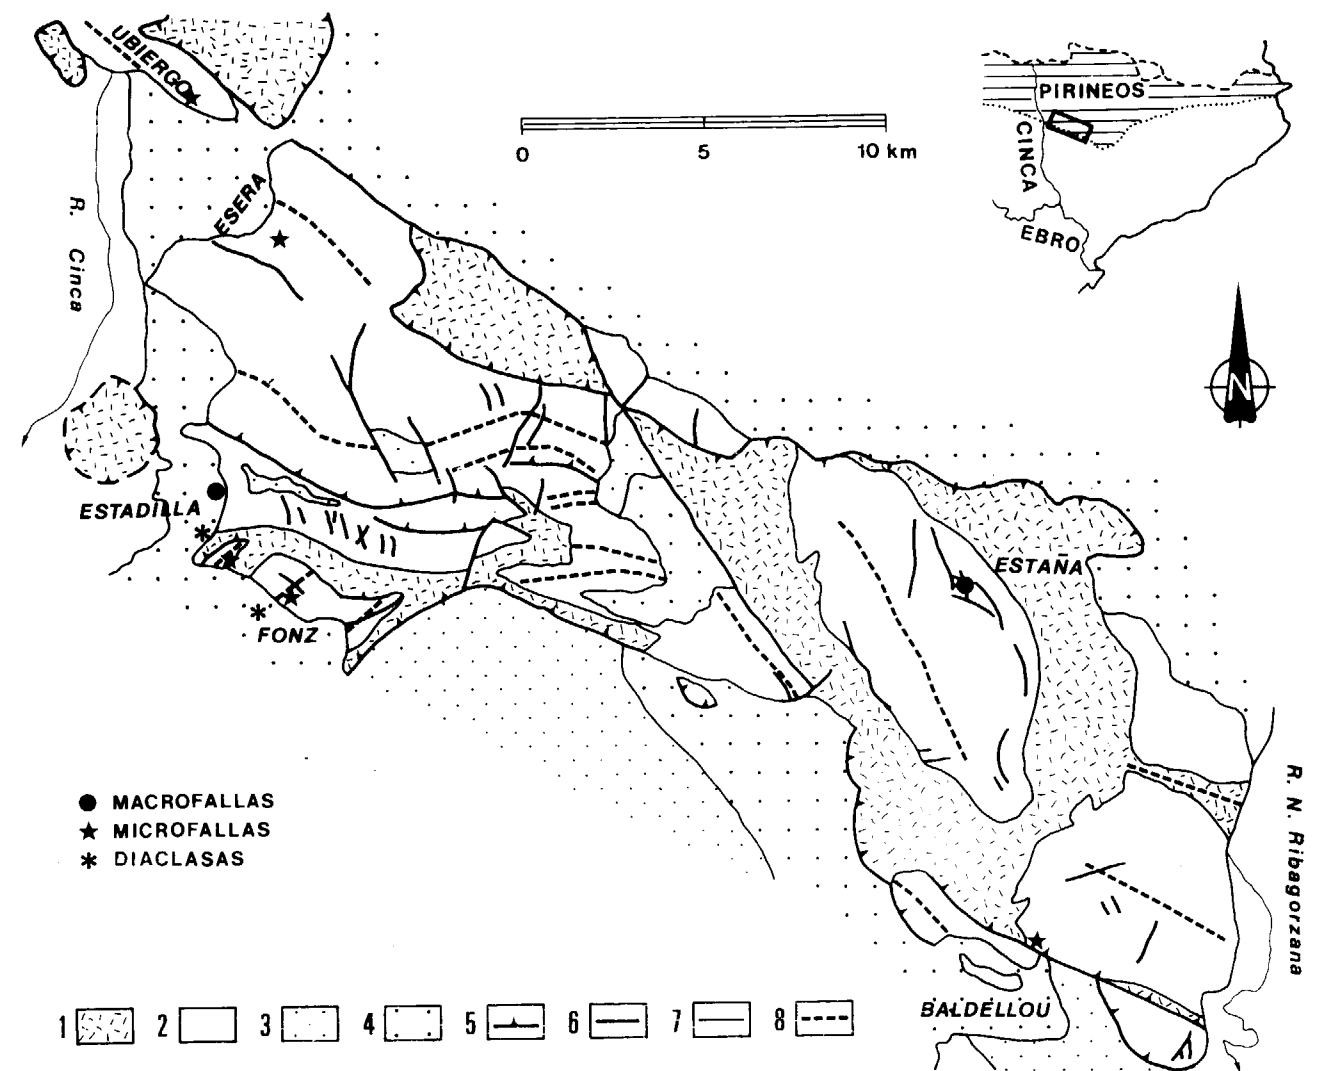 UBIERGO
PIRINEOS
CINCA
EBRO
0 5 10 km
ESERA
R. Cinca
N
ESTADILLA
ESTAÑA
FONZ
MACROFALLAS
MICROFALLAS
DIACLASAS
R. N. Ribagorzana
BALDELLOU
1 2 3 4 5 6 7 8